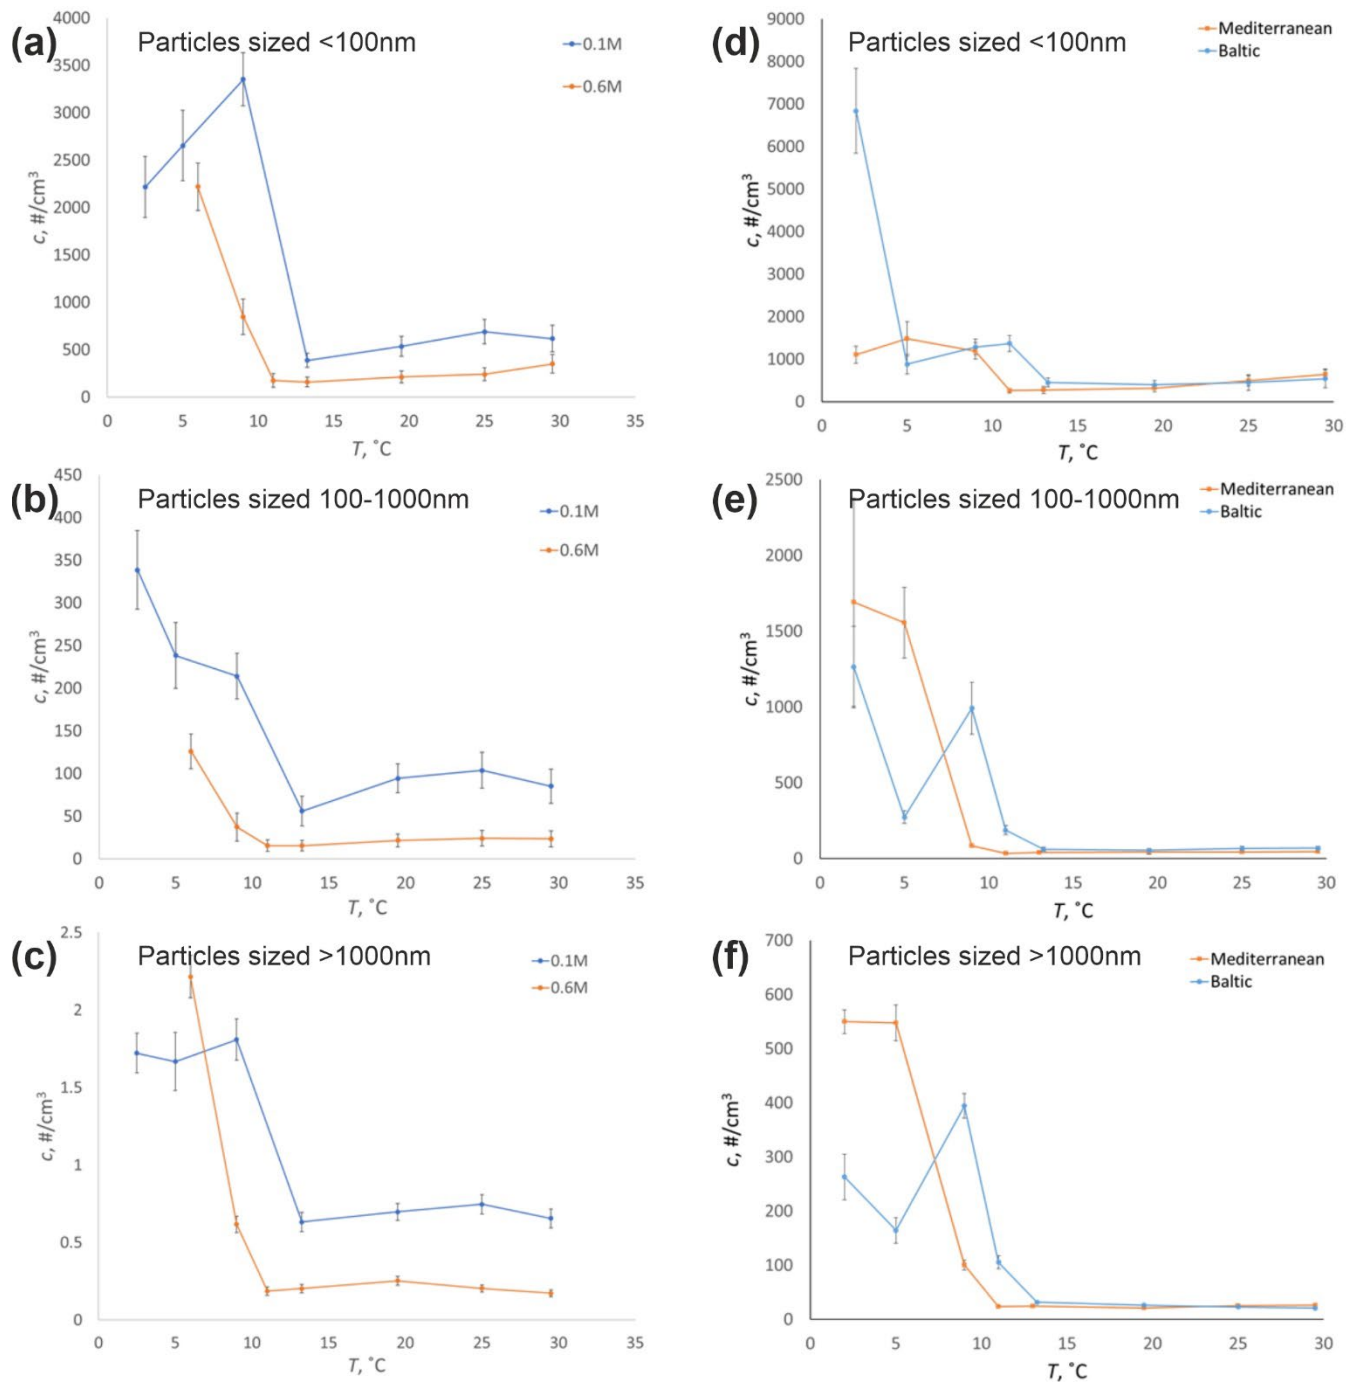 (a) Particles sized <100nm
0.1M
0.6M
4000
3500
3000
2500
2000
1500
1000
500
0
c, #/cm³
0 5 10 15 20 25 30 35
T, ˚C
(d) Particles sized <100nm
Mediterranean
Baltic
9000
8000
7000
6000
5000
4000
3000
2000
1000
0
c, #/cm³
0 5 10 15 20 25 30
T, ˚C
(b) Particles sized 100-1000nm
0.1M
0.6M
450
400
350
300
250
200
150
100
50
0
c, #/cm³
0 5 10 15 20 25 30 35
T, ˚C
(e) Particles sized 100-1000nm
Mediterranean
Baltic
2500
2000
1500
1000
500
0
c, #/cm³
0 5 10 15 20 25 30
T, ˚C
(c) Particles sized >1000nm
0.1M
0.6M
2.5
2
1.5
1
0.5
0
c, #/cm³
0 5 10 15 20 25 30 35
T, ˚C
(f) Particles sized >1000nm
Mediterranean
Baltic
700
600
500
400
300
200
100
0
c, #/cm³
0 5 10 15 20 25 30
T, ˚C